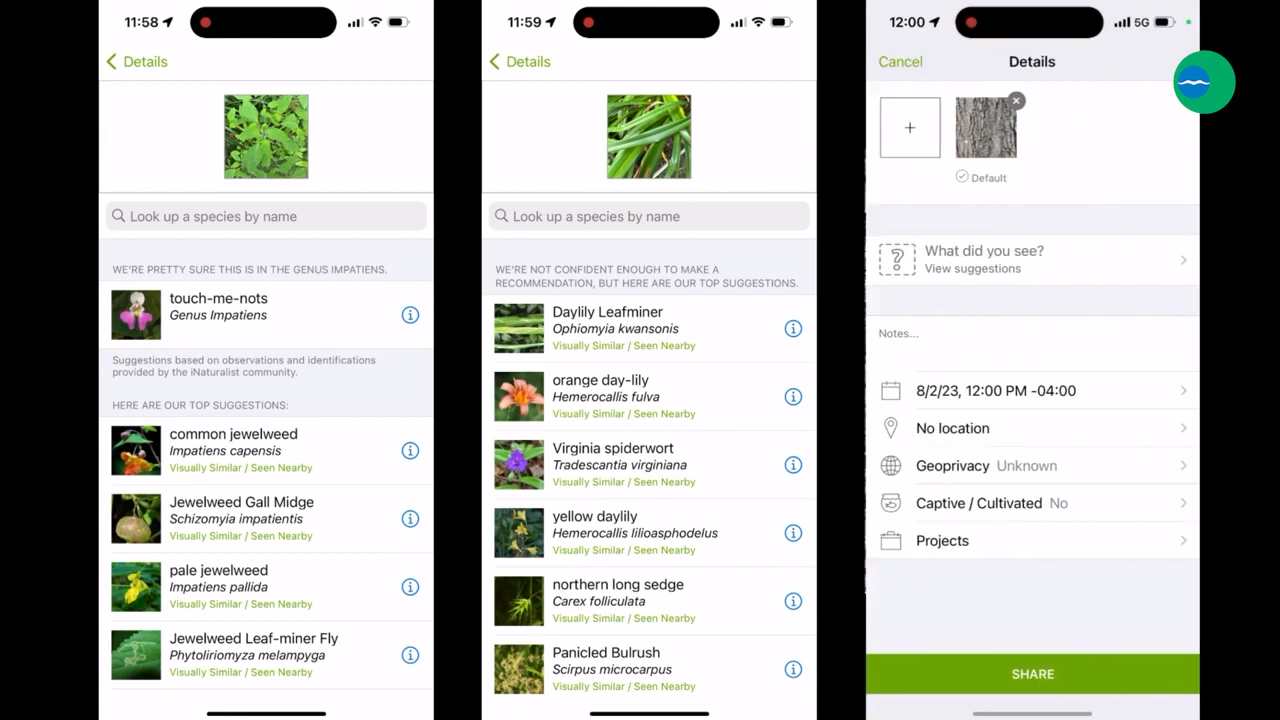 11:58
Details
Look up a species by name
WE'RE PRETTY SURE THIS IS IN THE GENUS IMPATIENS.
touch-me-nots
Genus Impatiens
Suggestions based on observations and identifications
provided by the iNaturalist community.
HERE ARE OUR TOP SUGGESTIONS:
common jewelweed
Impatiens capensis
Visually Similar / Seen Nearby
Jewelweed Gall Midge
Schizomyia impatientis
Visually Similar / Seen Nearby
pale jewelweed
Impatiens pallida
Visually Similar / Seen Nearby
Jewelweed Leaf-miner Fly
Phytoliriomyza melampyga
Visually Similar / Seen Nearby
11:59
Details
Look up a species by name
WE'RE NOT CONFIDENT ENOUGH TO MAKE A
RECOMMENDATION, BUT HERE ARE OUR TOP SUGGESTIONS.
Daylily Leafminer
Ophiomyia kwansonis
Visually Similar / Seen Nearby
orange day-lily
Hemerocallis fulva
Visually Similar / Seen Nearby
Virginia spiderwort
Tradescantia virginiana
Visually Similar / Seen Nearby
yellow daylily
Hemerocallis lilioasphodelus
Visually Similar / Seen Nearby
northern long sedge
Carex folliculata
Visually Similar / Seen Nearby
Panicled Bulrush
Scirpus microcarpus
Visually Similar / Seen Nearby
12:00
5G
Cancel
Details
Default
What did you see?
View suggestions
Notes...
8/2/23, 12:00 PM -04:00
No location
Geoprivacy Unknown
Captive / Cultivated No
Projects
SHARE